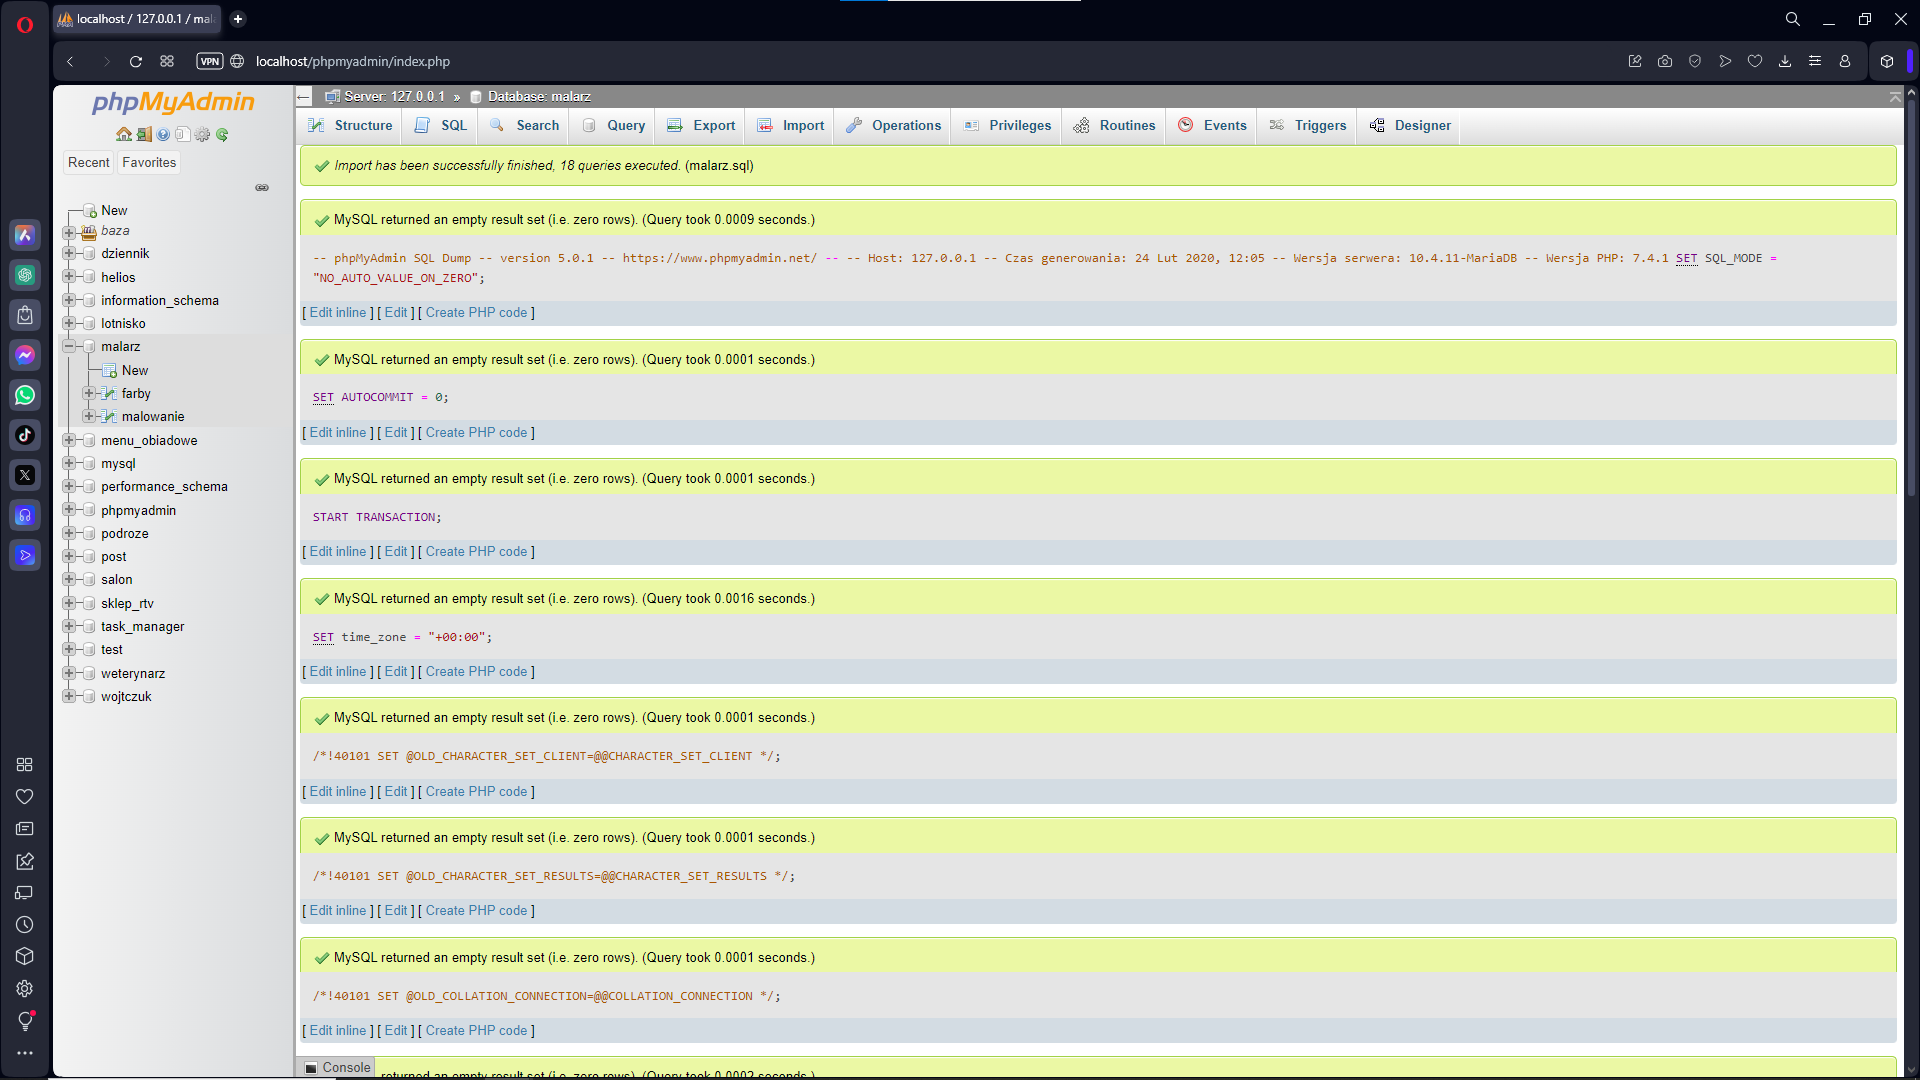 localhost / 127.0.0.1 / mal
VPN
localhost/phpmyadmin/index.php
phpMyAdmin
Recent
Favorites
New
baza
dziennik
helios
information_schema
lotnisko
malarz
New
farby
malowanie
menu_obiadowe
mysql
performance_schema
phpmyadmin
podroze
post
salon
sklep_rtv
task_manager
test
weterynarz
wojtczuk
Server: 127.0.0.1 » Database: malarz
Structure SQL Search Query Export Import Operations Privileges Routines Events Triggers Designer
Import has been successfully finished, 18 queries executed. (malarz.sql)
MySQL returned an empty result set (i.e. zero rows). (Query took 0.0009 seconds.)
-- phpMyAdmin SQL Dump -- version 5.0.1 -- https://www.phpmyadmin.net/ -- -- Host: 127.0.0.1 -- Czas generowania: 24 Lut 2020, 12:05 -- Wersja serwera: 10.4.11-MariaDB -- Wersja PHP: 7.4.1 SET SQL_MODE =
"NO_AUTO_VALUE_ON_ZERO";
[ Edit inline ] [ Edit ] [ Create PHP code ]
MySQL returned an empty result set (i.e. zero rows). (Query took 0.0001 seconds.)
SET AUTOCOMMIT = 0;
[ Edit inline ] [ Edit ] [ Create PHP code ]
MySQL returned an empty result set (i.e. zero rows). (Query took 0.0001 seconds.)
START TRANSACTION;
[ Edit inline ] [ Edit ] [ Create PHP code ]
MySQL returned an empty result set (i.e. zero rows). (Query took 0.0016 seconds.)
SET time_zone = "+00:00";
[ Edit inline ] [ Edit ] [ Create PHP code ]
MySQL returned an empty result set (i.e. zero rows). (Query took 0.0001 seconds.)
/*!40101 SET @OLD_CHARACTER_SET_CLIENT=@@CHARACTER_SET_CLIENT */;
[ Edit inline ] [ Edit ] [ Create PHP code ]
MySQL returned an empty result set (i.e. zero rows). (Query took 0.0001 seconds.)
/*!40101 SET @OLD_CHARACTER_SET_RESULTS=@@CHARACTER_SET_RESULTS */;
[ Edit inline ] [ Edit ] [ Create PHP code ]
MySQL returned an empty result set (i.e. zero rows). (Query took 0.0001 seconds.)
/*!40101 SET @OLD_COLLATION_CONNECTION=@@COLLATION_CONNECTION */;
[ Edit inline ] [ Edit ] [ Create PHP code ]
Console
returned an empty result set (i.e. zero rows). (Query took 0.0002 seconds.)